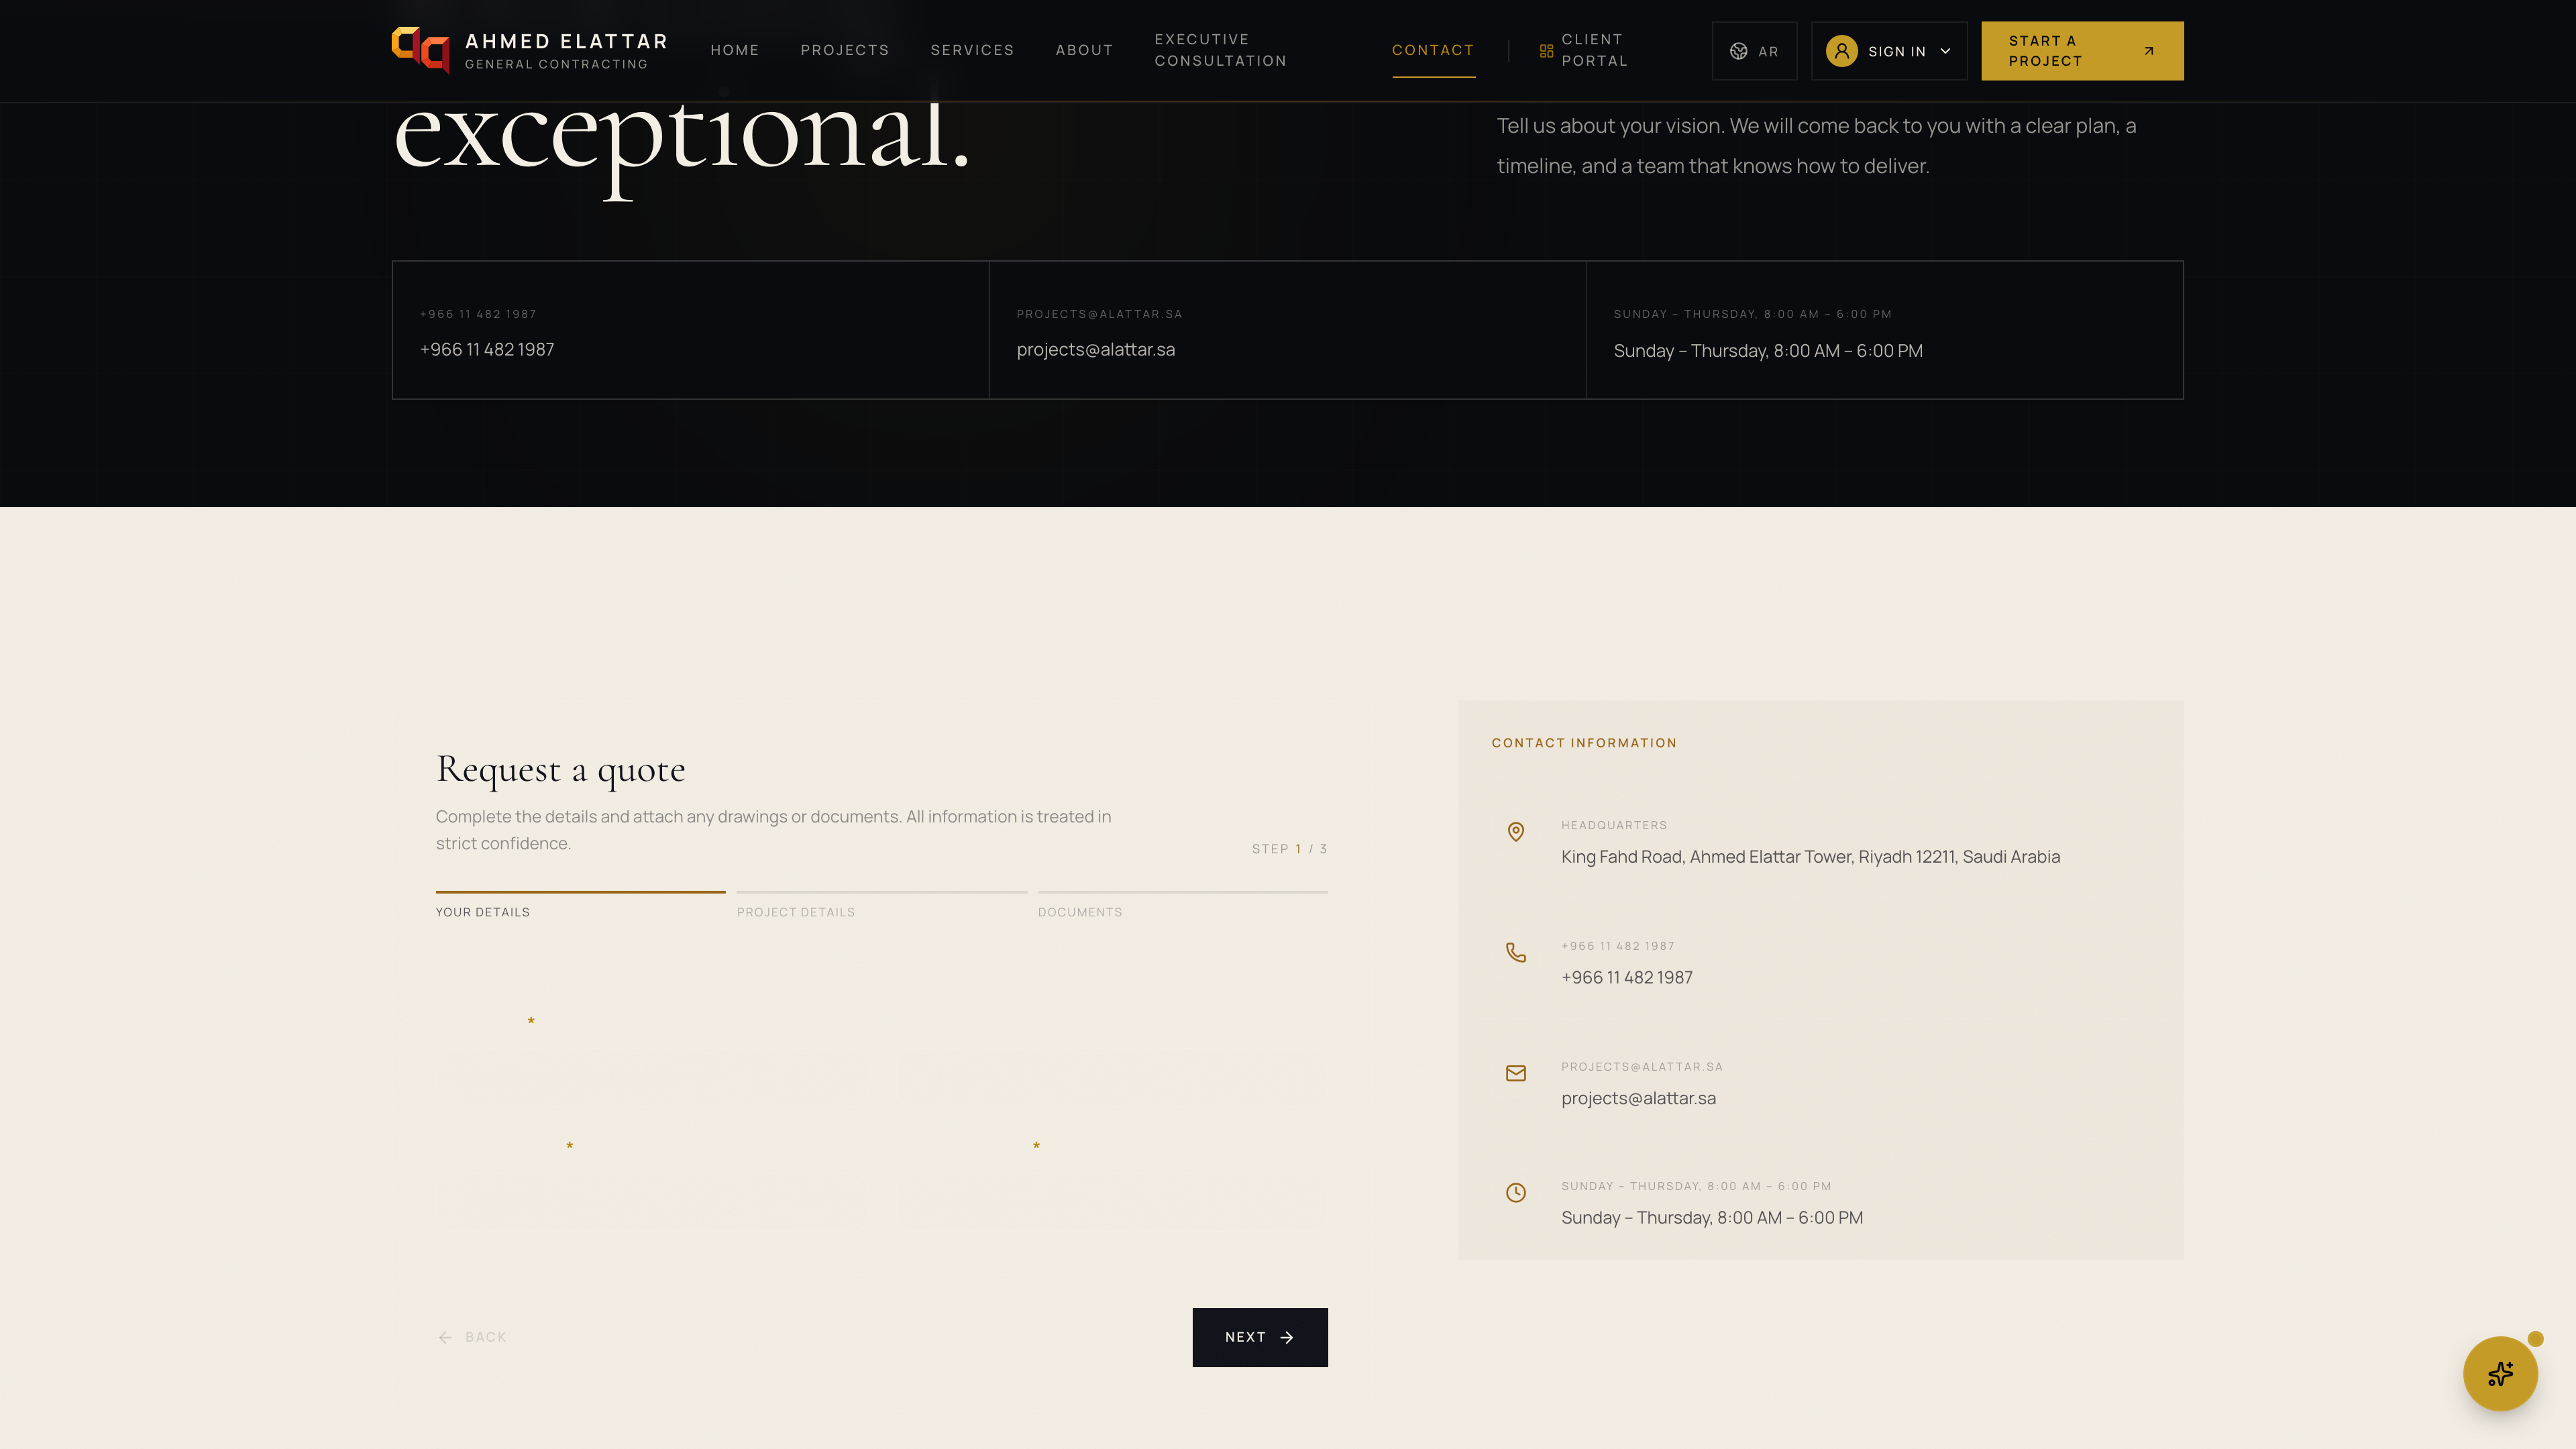 AHMED ELATTAR
GENERAL CONTRACTING
HOME
PROJECTS
SERVICES
ABOUT
EXECUTIVE
CONSULTATION
CONTACT
CLIENT
PORTAL
AR
SIGN IN
START A
PROJECT
exceptional.
Tell us about your vision. We will come back to you with a clear plan, a
timeline, and a team that knows how to deliver.
+966 11 482 1987
+966 11 482 1987
PROJECTS@ALATTAR.SA
projects@alattar.sa
SUNDAY – THURSDAY, 8:00 AM – 6:00 PM
Sunday – Thursday, 8:00 AM – 6:00 PM
Request a quote
Complete the details and attach any drawings or documents. All information is treated in
strict confidence.
STEP 1 / 3
YOUR DETAILS
PROJECT DETAILS
DOCUMENTS
*
*
*
BACK
NEXT
CONTACT INFORMATION
HEADQUARTERS
King Fahd Road, Ahmed Elattar Tower, Riyadh 12211, Saudi Arabia
+966 11 482 1987
+966 11 482 1987
PROJECTS@ALATTAR.SA
projects@alattar.sa
SUNDAY – THURSDAY, 8:00 AM – 6:00 PM
Sunday – Thursday, 8:00 AM – 6:00 PM